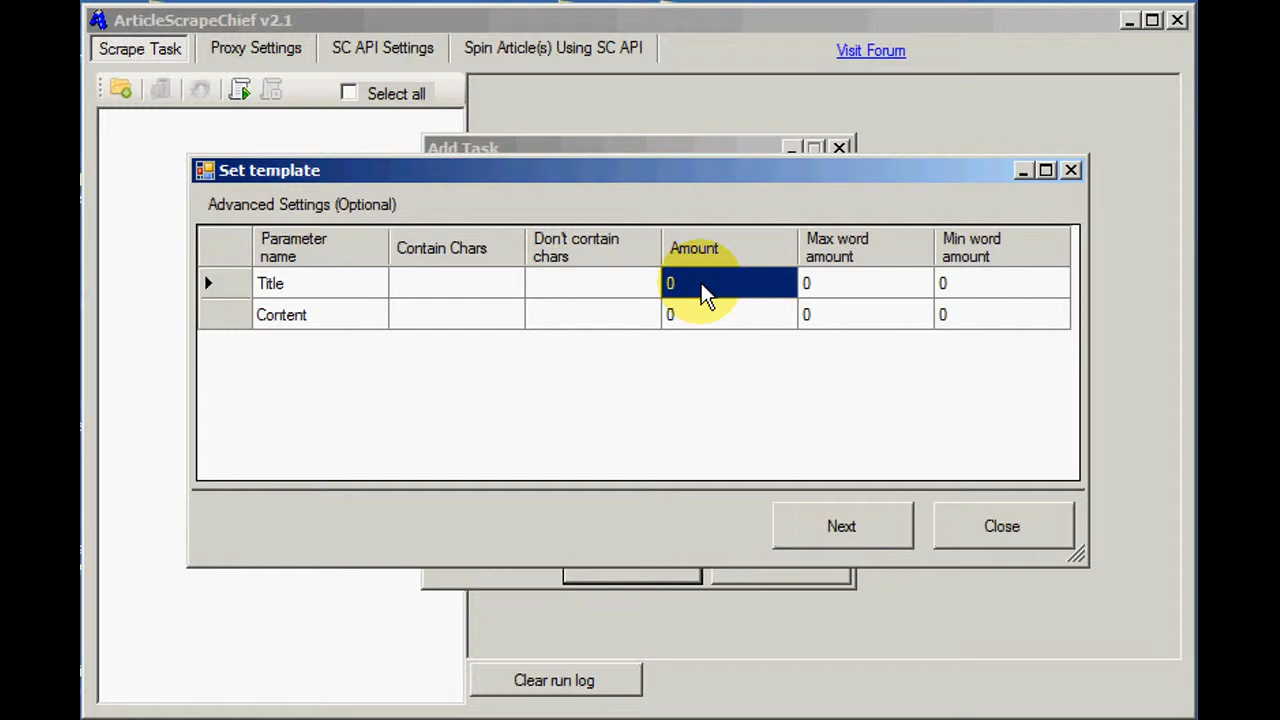 ArticleScrapeChief v2.1
Scrape Task Proxy Settings SC API Settings Spin Article(s) Using SC API Visit Forum
Select all
Add Task
Set template
Advanced Settings (Optional)
Parameter name Contain Chars Don't contain chars Amount Max word amount Min word amount
Title 0 0 0
Content 0 0 0
Next Close
Clear run log